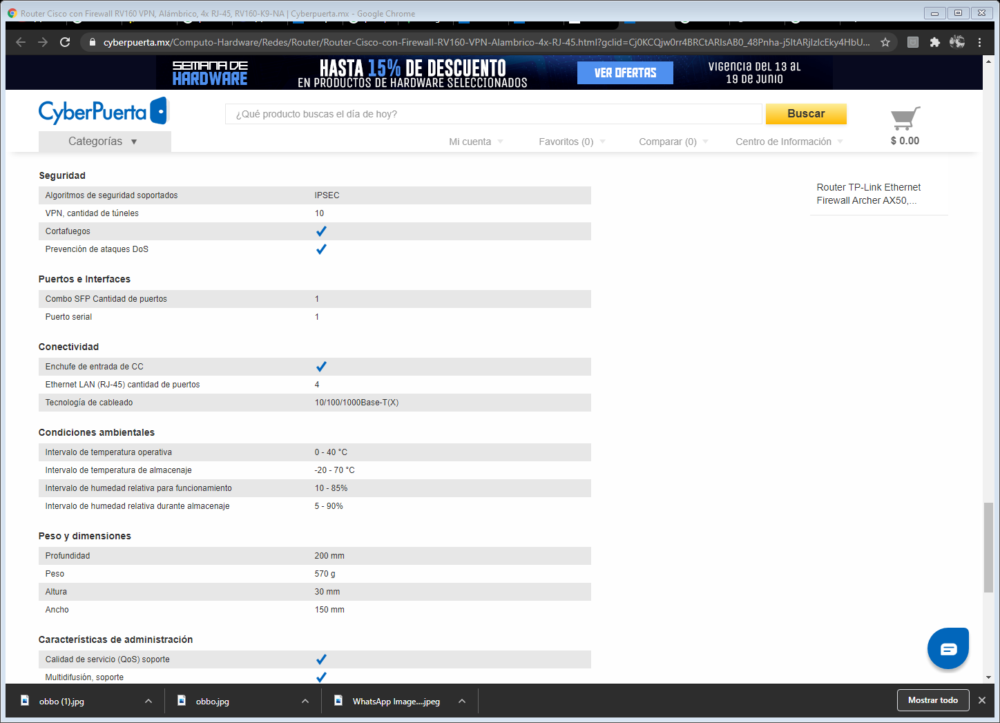 Router Cisco con Firewall RV160 VPN, Alámbrico, 4x RJ-45, RV160-K9-NA | Cyberpuerta.mx - Google Chrome
cyberpuerta.mx/Computo-Hardware/Redes/Router/Router-Cisco-con-Firewall-RV160-VPN-Alambrico-4x-RJ-45.html?gclid=Cj0KCQjw0rr4BRCtARIsAB0_48Pnha-j5ltARjlzlcEky4HbU...
SEMANA DE HARDWARE
HASTA 15% DE DESCUENTO
EN PRODUCTOS DE HARDWARE SELECCIONADOS
VER OFERTAS
VIGENCIA DEL 13 AL
19 DE JUNIO
CyberPuerta
¿Qué producto buscas el día de hoy?
Buscar
Categorías ▼
Mi cuenta
Favoritos (0)
Comparar (0)
Centro de Información
$ 0.00
Router TP-Link Ethernet
Firewall Archer AX50,...
Seguridad
Algoritmos de seguridad soportados IPSEC
VPN, cantidad de túneles 10
Cortafuegos
Prevención de ataques DoS
Puertos e Interfaces
Combo SFP Cantidad de puertos 1
Puerto serial 1
Conectividad
Enchufe de entrada de CC
Ethernet LAN (RJ-45) cantidad de puertos 4
Tecnología de cableado 10/100/1000Base-T(X)
Condiciones ambientales
Intervalo de temperatura operativa 0 - 40 °C
Intervalo de temperatura de almacenaje -20 - 70 °C
Intervalo de humedad relativa para funcionamiento 10 - 85%
Intervalo de humedad relativa durante almacenaje 5 - 90%
Peso y dimensiones
Profundidad 200 mm
Peso 570 g
Altura 30 mm
Ancho 150 mm
Características de administración
Calidad de servicio (QoS) soporte
Multidifusión, soporte
obbo (1).jpg
obbo.jpg
WhatsApp Image....jpeg
Mostrar todo